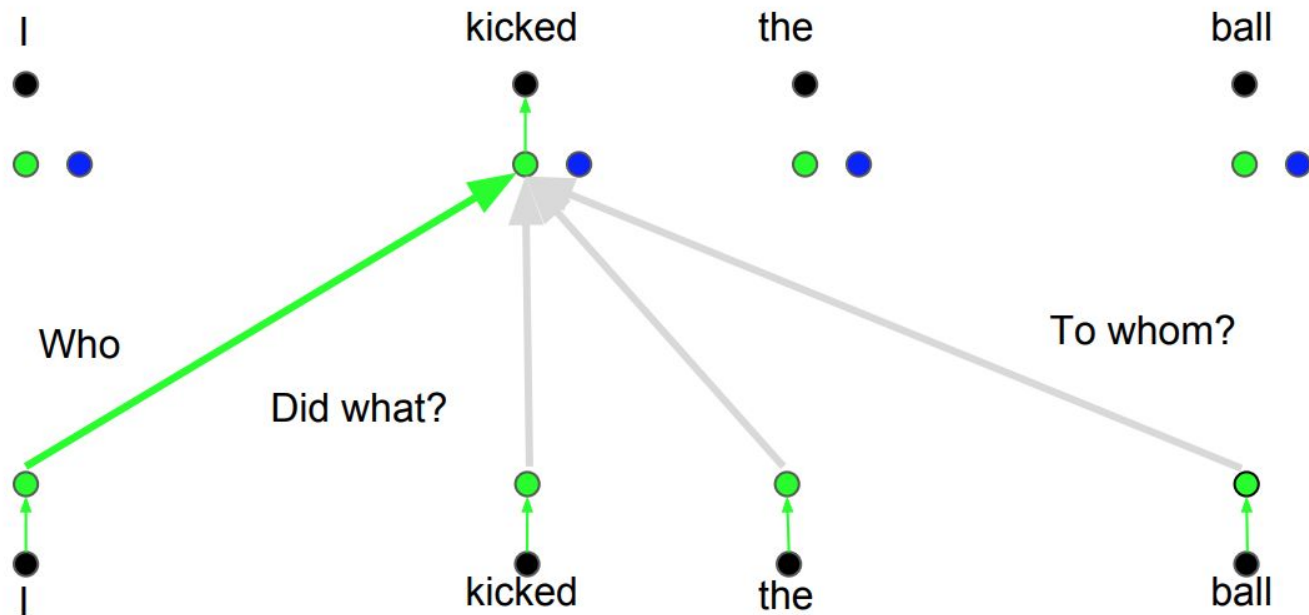 I kicked the ball
To whom?
Who
Did what?
I kicked the ball